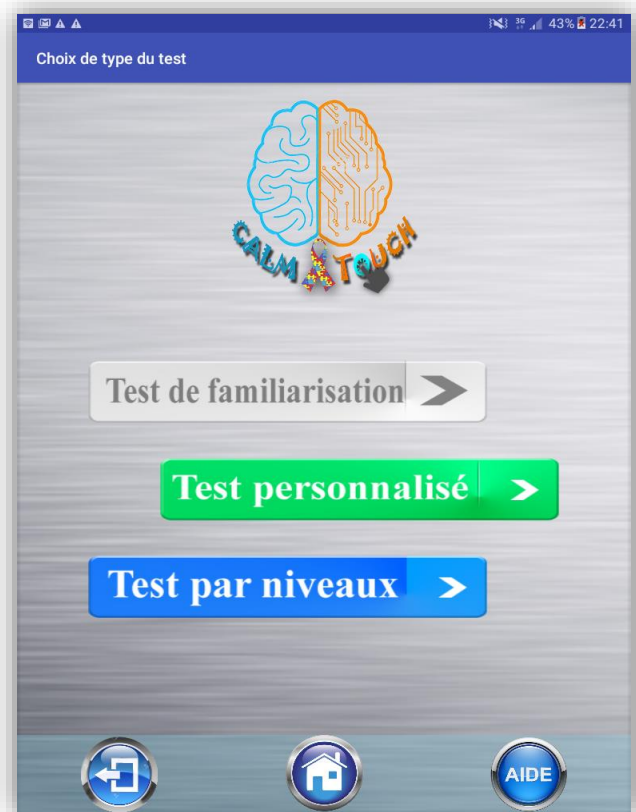 3G 43% 22:41
Choix de type du test
CALM A TOUCH
Test de familiarisation
Test personnalisé
Test par niveaux
AIDE